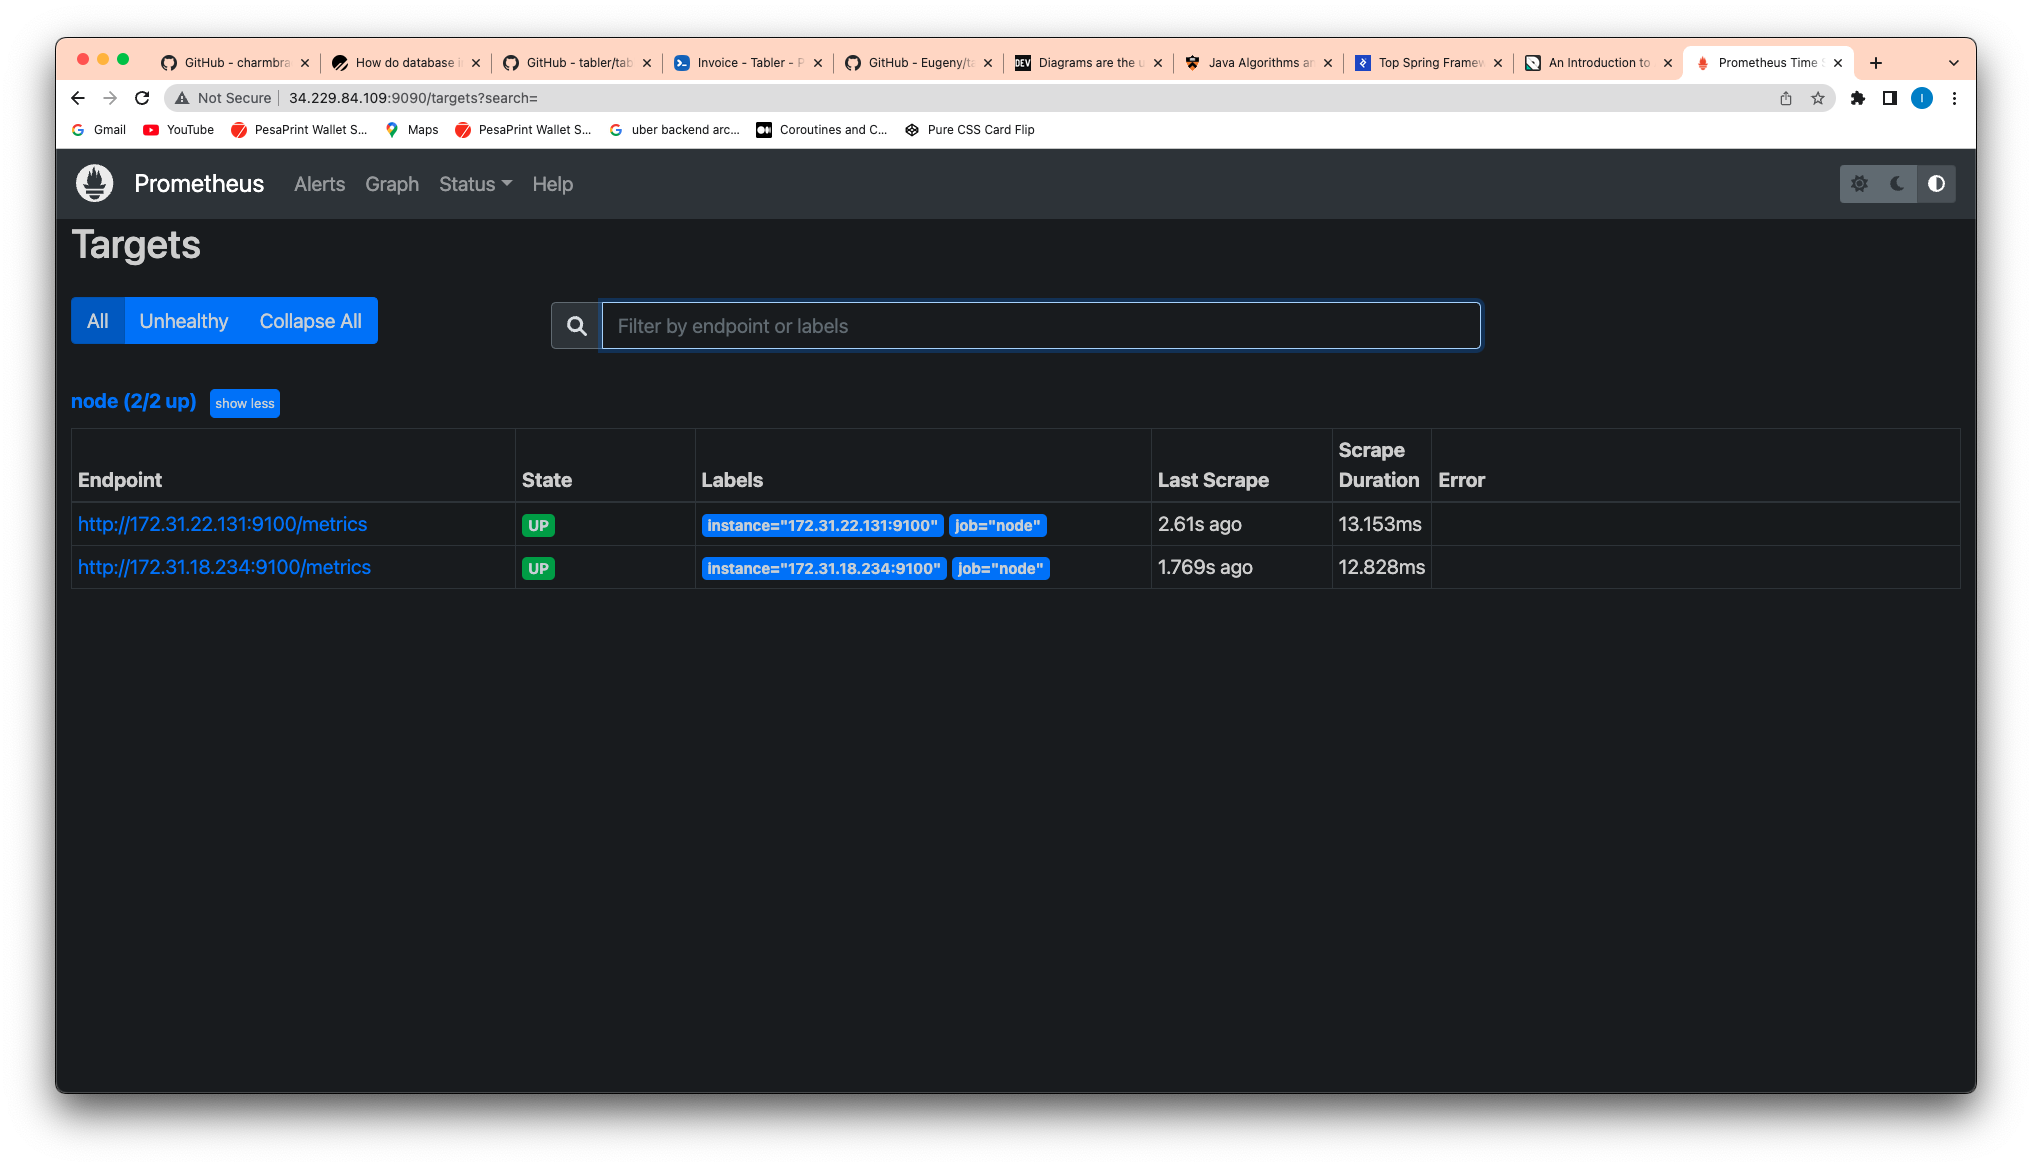 GitHub - charmbra
How do database i
GitHub - tabler/tab
Invoice - Tabler - P
GitHub - Eugeny/ta
DEV Diagrams are the u
Java Algorithms ar
Top Spring Framew
An Introduction to
Prometheus Time S
Not Secure 34.229.84.109:9090/targets?search=
I
Gmail YouTube PesaPrint Wallet S... Maps PesaPrint Wallet S... uber backend arc... Coroutines and C... Pure CSS Card Flip
Prometheus Alerts Graph Status Help
Targets
All Unhealthy Collapse All
Filter by endpoint or labels
node (2/2 up) show less
Endpoint State Labels Last Scrape Scrape Duration Error
http://172.31.22.131:9100/metrics UP instance="172.31.22.131:9100" job="node" 2.61s ago 13.153ms
http://172.31.18.234:9100/metrics UP instance="172.31.18.234:9100" job="node" 1.769s ago 12.828ms